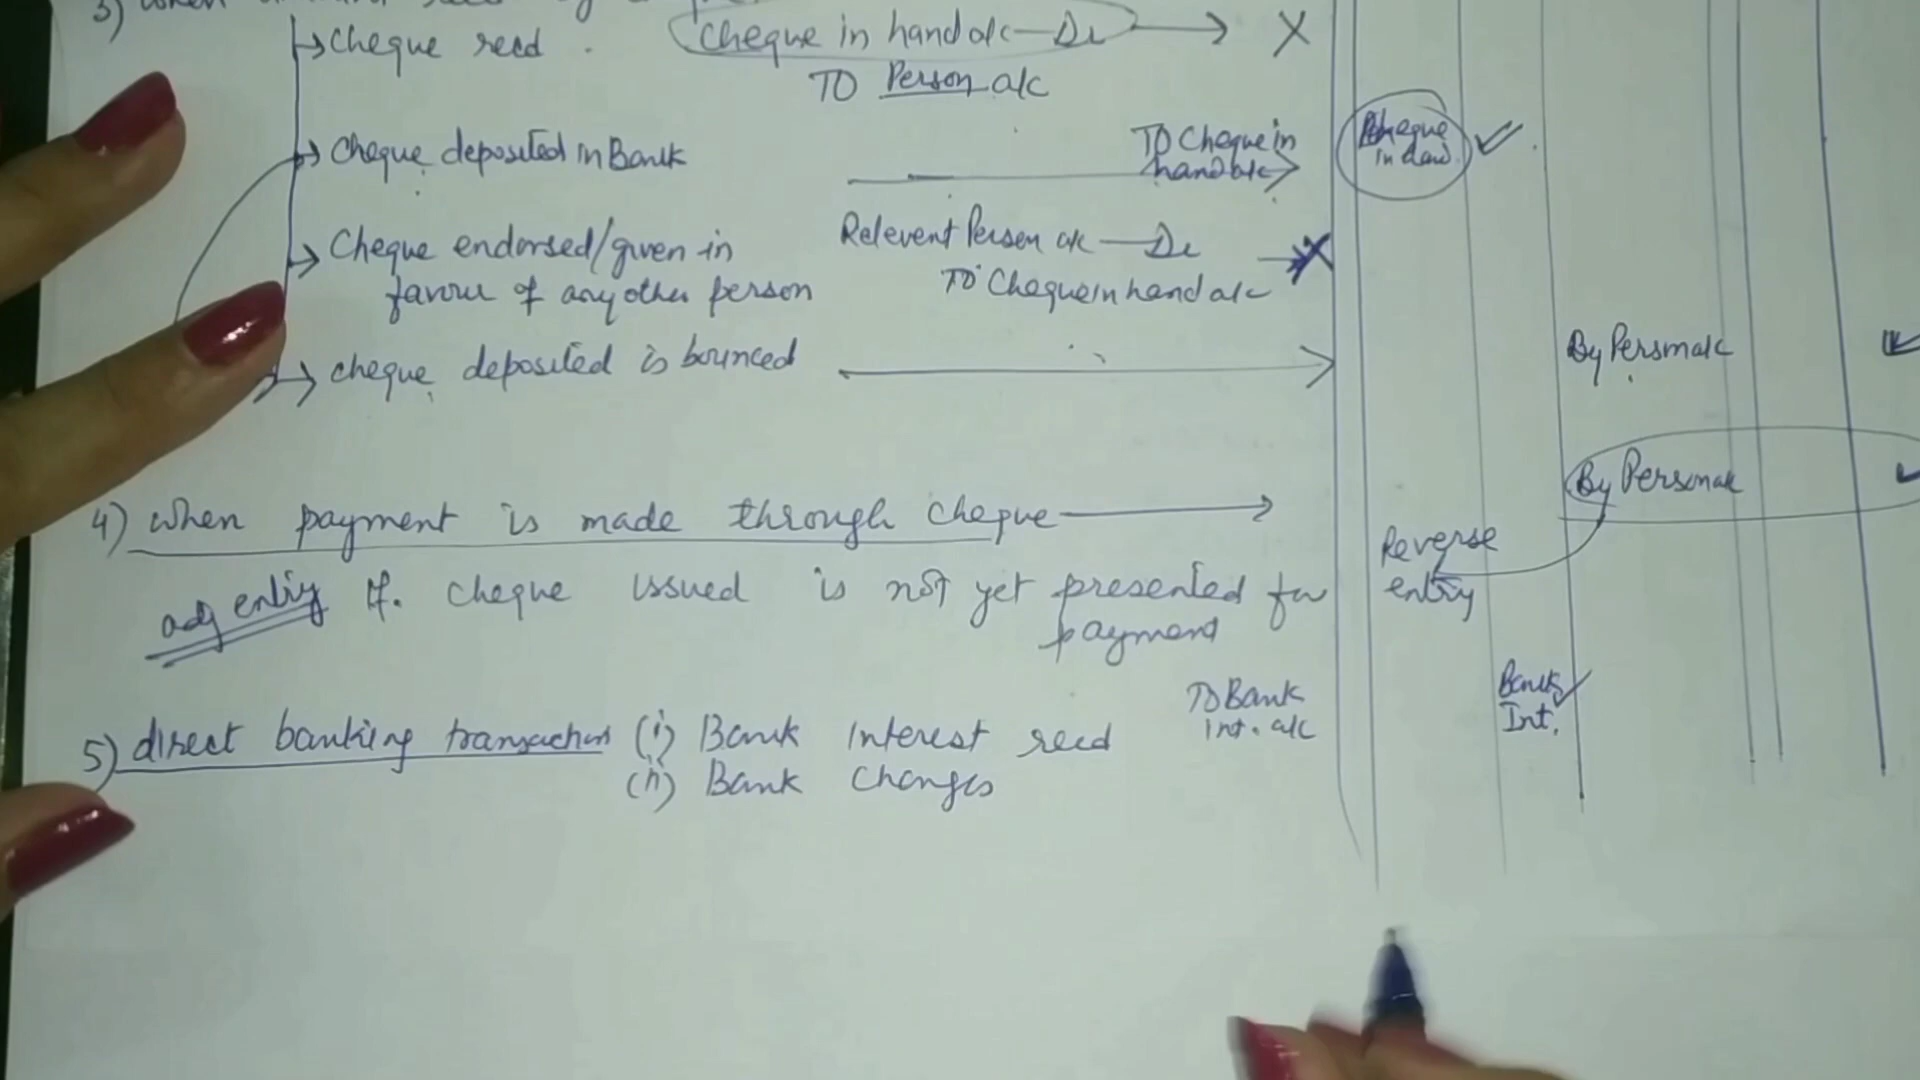 3) when
cheque in hand a/c — Dr → X
↳ cheque recd .
TO Person a/c
→ Cheque deposited in Bank
TO Cheque in
hand a/c
Cheque
in hand
→ Cheque endorsed/given in
favour of any other person
Relevent Person a/c — Dr
TO Cheque in hand a/c
X
→ cheque deposited is bounced
By Person a/c
By Person a/c
4) when payment is made through cheque →
Reverse
entry
adj entry If. cheque issued is not yet presented for
payment
5) direct banking transactions (i) Bank Interest recd
(ii) Bank Charges
TO Bank
int. a/c
Bank
Int.